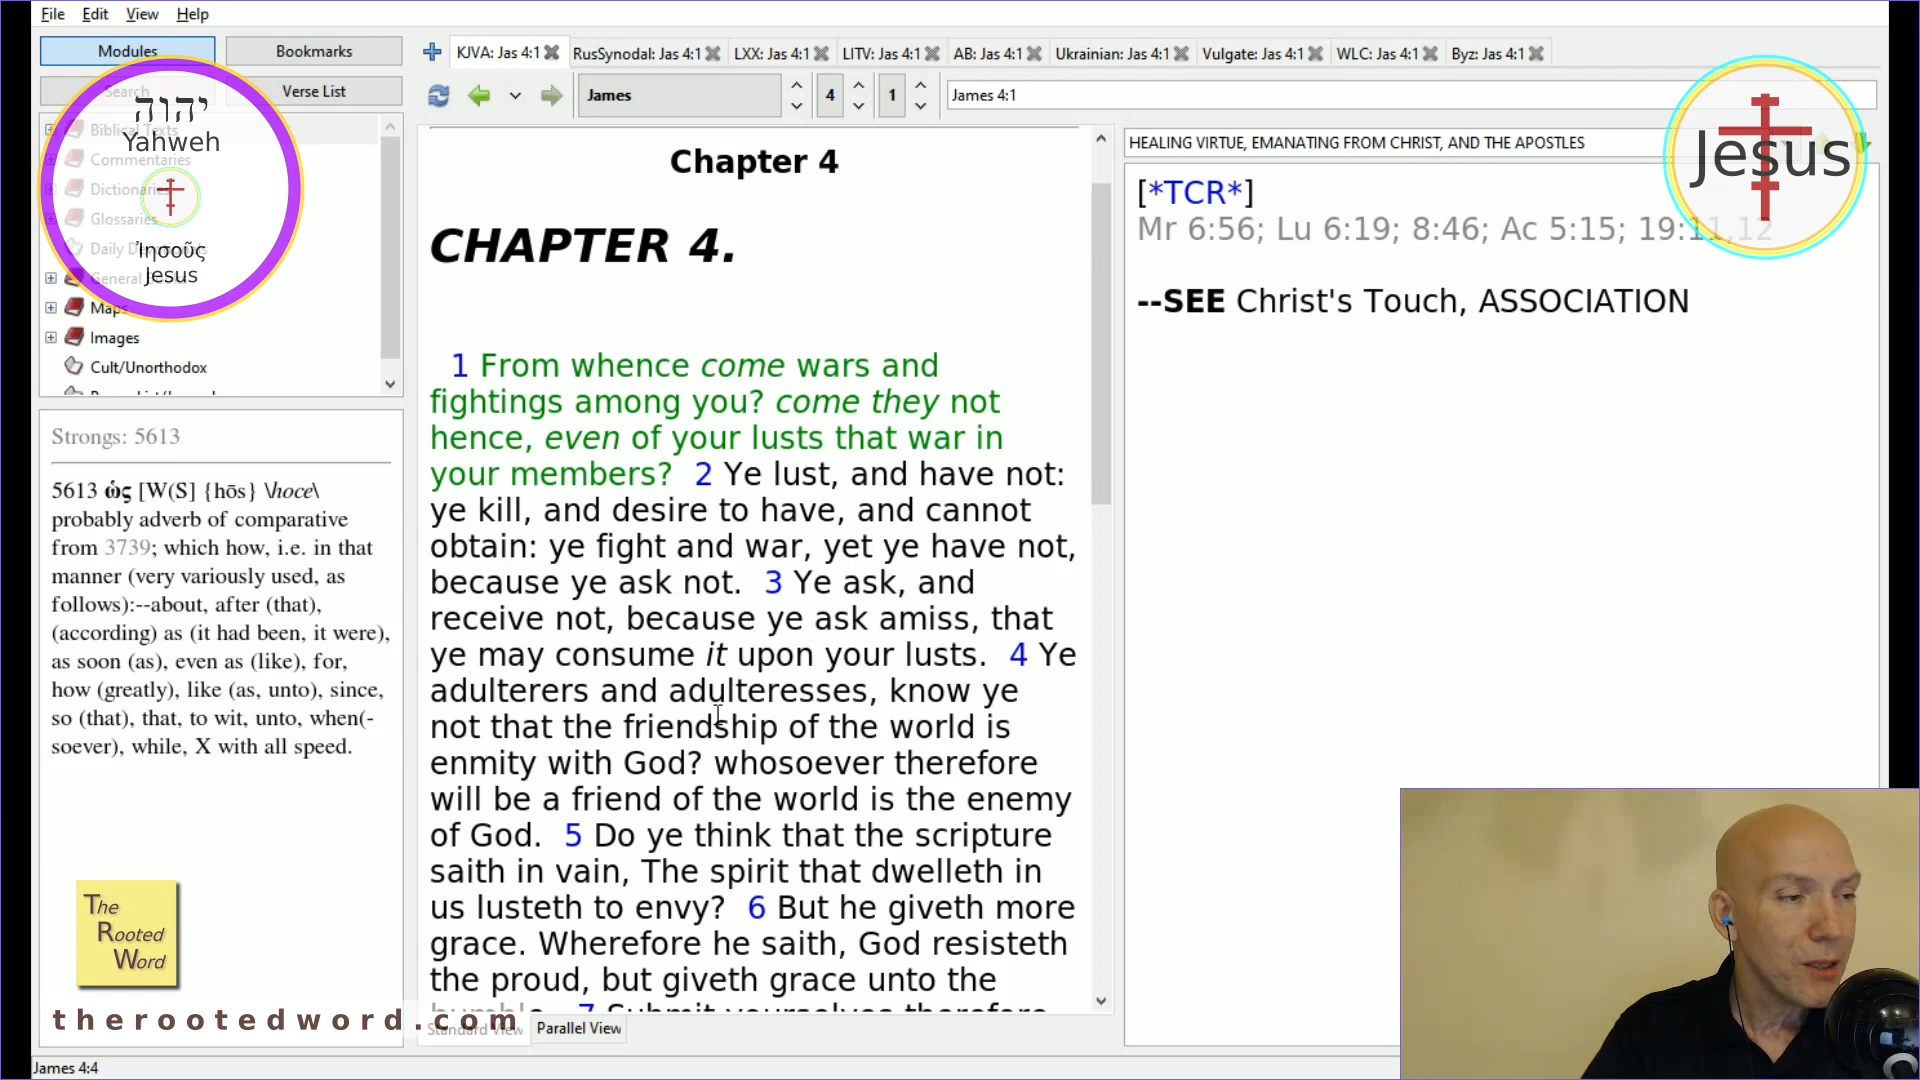 File Edit View Help
Modules Bookmarks
Search Verse List
KJVA: Jas 4:1 RusSynodal: Jas 4:1 LXX: Jas 4:1 LITV: Jas 4:1 AB: Jas 4:1 Ukrainian: Jas 4:1 Vulgate: Jas 4:1 WLC: Jas 4:1 Byz: Jas 4:1
James 4 1 James 4:1
Biblical Texts
Commentaries
Glossaries
Maps
Images
Cult/Unorthodox
יהוה
Yahweh
Ἰησοῦς
Jesus
Strongs: 5613
5613 ὡς [W(S] {hōs} \hoce\
probably adverb of comparative
from 3739; which how, i.e. in that
manner (very variously used, as
follows):--about, after (that),
(according) as (it had been, it were),
as soon (as), even as (like), for,
how (greatly), like (as, unto), since,
so (that), that, to wit, unto, when(-
soever), while, X with all speed.
The
Rooted
Word
therootedword.com
Chapter 4
CHAPTER 4.
1 From whence come wars and
fightings among you? come they not
hence, even of your lusts that war in
your members? 2 Ye lust, and have not:
ye kill, and desire to have, and cannot
obtain: ye fight and war, yet ye have not,
because ye ask not. 3 Ye ask, and
receive not, because ye ask amiss, that
ye may consume it upon your lusts. 4 Ye
adulterers and adulteresses, know ye
not that the friendship of the world is
enmity with God? whosoever therefore
will be a friend of the world is the enemy
of God. 5 Do ye think that the scripture
saith in vain, The spirit that dwelleth in
us lusteth to envy? 6 But he giveth more
grace. Wherefore he saith, God resisteth
the proud, but giveth grace unto the
humble. 7 Submit yourselves therefore
Standard View Parallel View
HEALING VIRTUE, EMANATING FROM CHRIST, AND THE APOSTLES
Jesus
[*TCR*]
Mr 6:56; Lu 6:19; 8:46; Ac 5:15; 19:11,12
--SEE Christ's Touch, ASSOCIATION
James 4:4